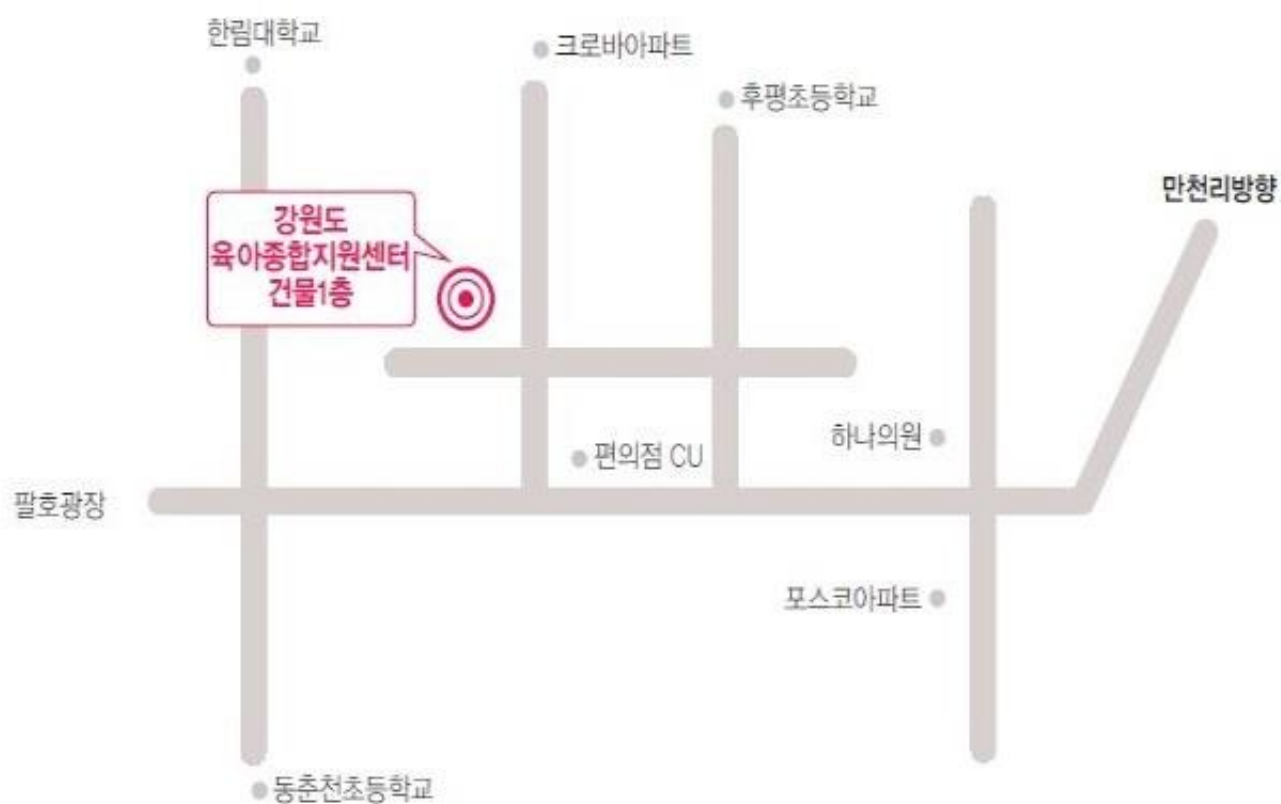 한림대학교
크로바아파트
후평초등학교
만천리방향
강원도
육아종합지원센터
건물1층
하나의원
편의점 CU
팔호광장
포스코아파트
동춘천초등학교